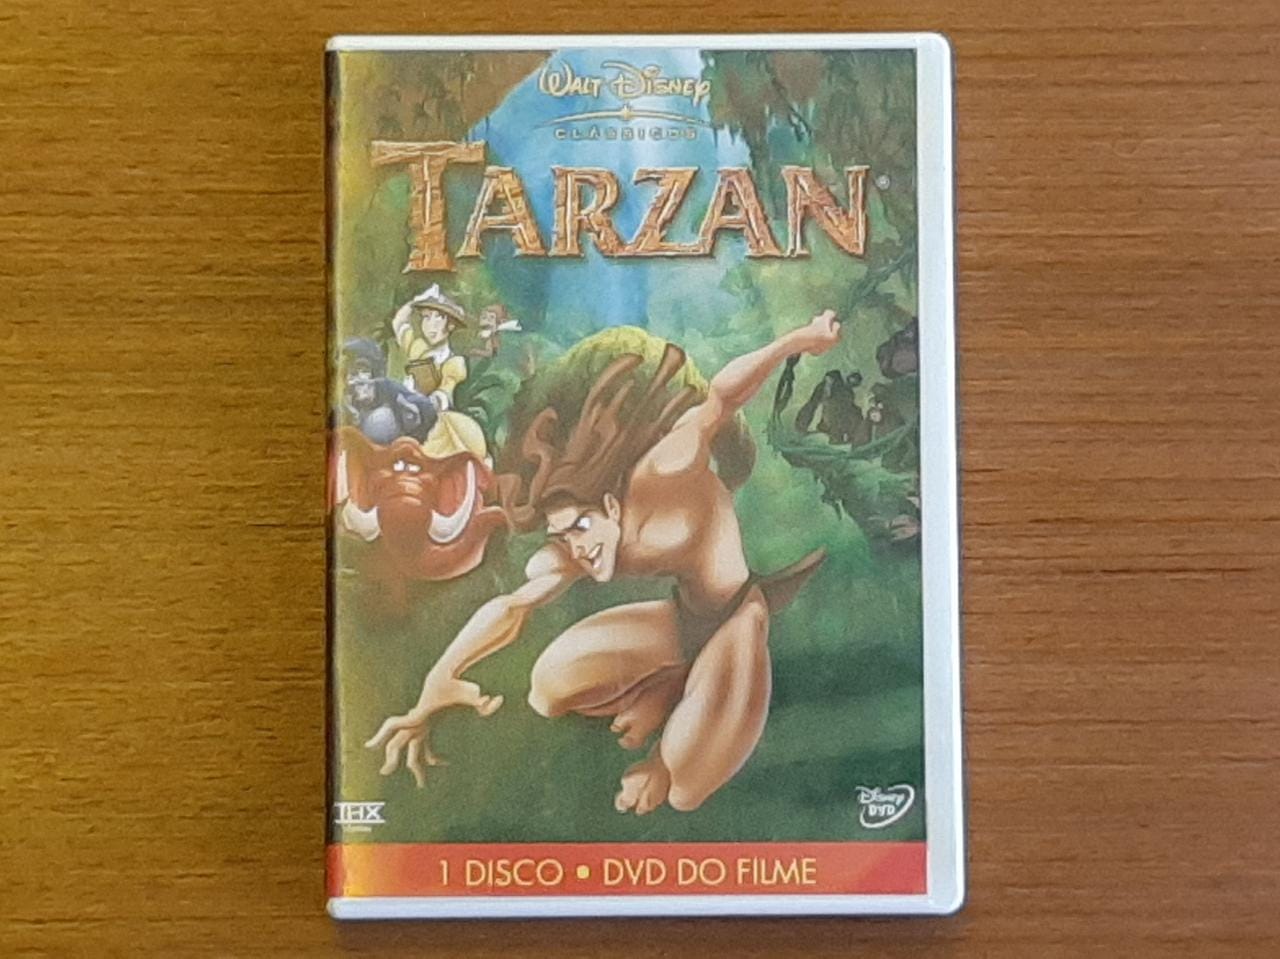 WALT DISNEY
CLÁSSICOS
TARZAN®
THX
Disney
DVD
1 DISCO • DVD DO FILME